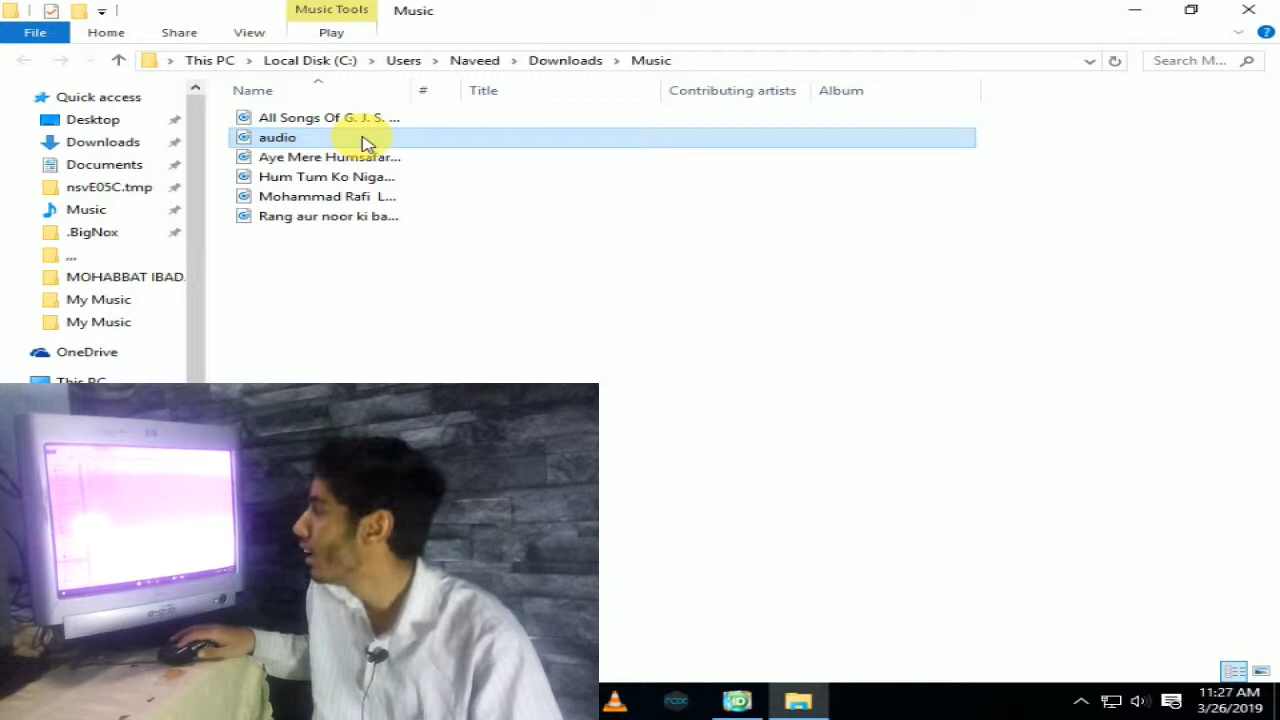 Music Tools
Music
File
Home
Share
View
Play
This PC
Local Disk (C:)
Users
Naveed
Downloads
Music
Search M...
Quick access
Name
#
Title
Contributing artists
Album
Desktop
Downloads
Documents
nsvE05C.tmp
Music
.BigNox
,,,
MOHABBAT IBAD
My Music
My Music
OneDrive
This PC
All Songs Of G. J. S. ...
audio
Aye Mere Humsafar...
Hum Tum Ko Niga...
Mohammad Rafi L...
Rang aur noor ki ba...
nox
11:27 AM
3/26/2019